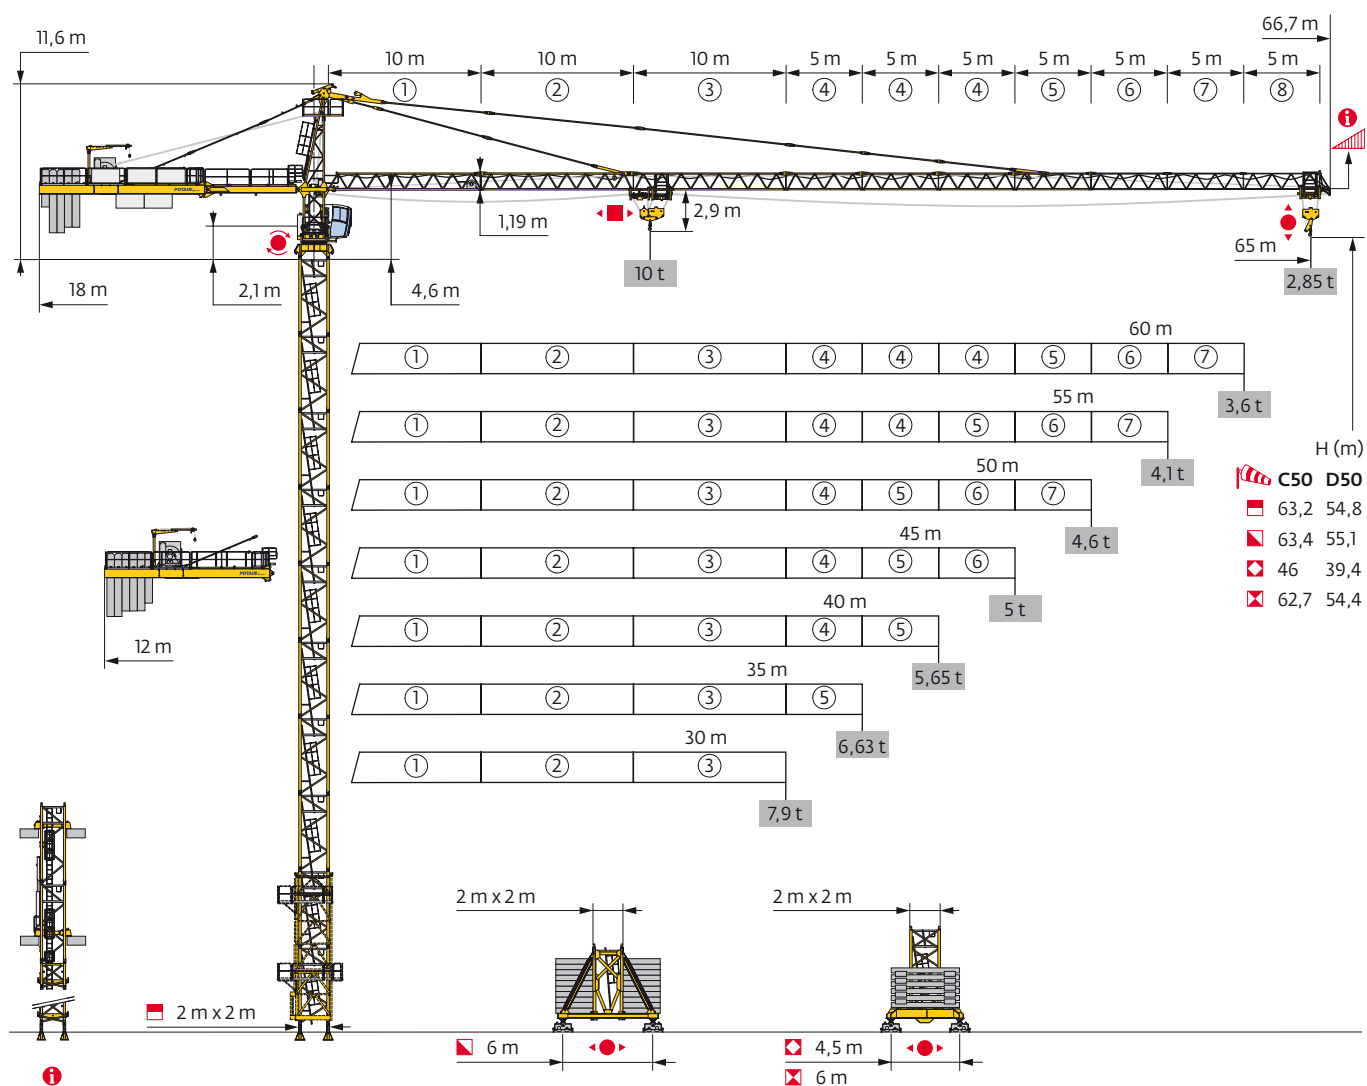 11,6 m
66,7 m
10 m 10 m 10 m 5 m 5 m 5 m 5 m 5 m 5 m 5 m
1 2 3 4 4 4 5 6 7 8
i
POTAIN
2,9 m
1,19 m
65 m
10 t
2,85 t
18 m
2,1 m
4,6 m
60 m
1 2 3 4 4 4 5 6 7
3,6 t
55 m
1 2 3 4 4 5 6 7
4,1 t
H (m)
50 m
1 2 3 4 5 6 7
4,6 t
C50 D50
63,2 54,8
63,4 55,1
46 39,4
62,7 54,4
45 m
1 2 3 4 5 6
5 t
POTAIN
12 m
40 m
1 2 3 4 5
5,65 t
35 m
1 2 3 5
6,63 t
30 m
1 2 3
7,9 t
2 m x 2 m
2 m x 2 m
2 m x 2 m
6 m
4,5 m
6 m
i